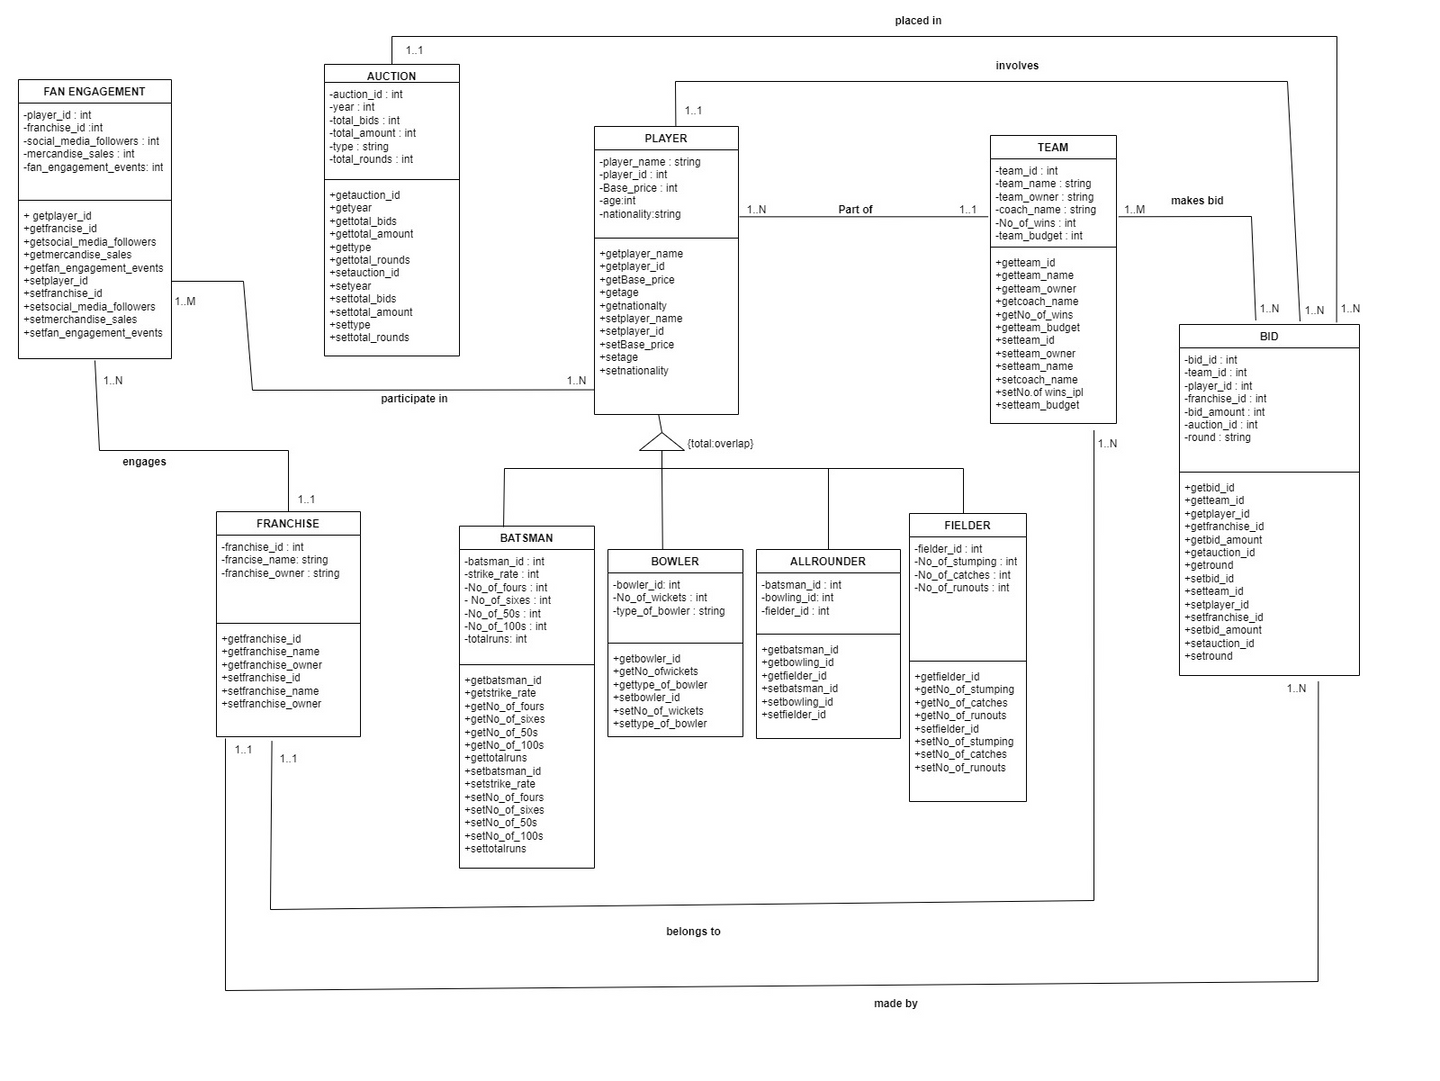 placed in
1..1
involves
1..1
FAN ENGAGEMENT
-player_id : int
-franchise_id :int
-social_media_followers : int
-mercandise_sales : int
-fan_engagement_events: int
+ getplayer_id
+getfrancise_id
+getsocial_media_followers
+getmercandise_sales
+getfan_engagement_events
+setplayer_id
+setfranchise_id
+setsocial_media_followers
+setmerchandise_sales
+setfan_engagement_events
AUCTION
-auction_id : int
-year : int
-total_bids : int
-total_amount : int
-type : string
-total_rounds : int
+getauction_id
+getyear
+gettotal_bids
+gettotal_amount
+gettype
+gettotal_rounds
+setauction_id
+setyear
+settotal_bids
+settotal_amount
+settype
+settotal_rounds
PLAYER
-player_name : string
-player_id : int
-Base_price : int
-age:int
-nationality:string
+getplayer_name
+getplayer_id
+getBase_price
+getage
+getnationalty
+setplayer_name
+setplayer_id
+setBase_price
+setage
+setnationality
1..N
Part of
1..1
TEAM
-team_id : int
-team_name : string
-team_owner : string
-coach_name : string
-No_of_wins : int
-team_budget : int
+getteam_id
+getteam_name
+getteam_owner
+getcoach_name
+getNo_of_wins
+getteam_budget
+setteam_id
+setteam_owner
+setteam_name
+setcoach_name
+setNo.of wins_ipl
+setteam_budget
1..M
makes bid
1..N
1..N
1..N
BID
-bid_id : int
-team_id : int
-player_id : int
-franchise_id : int
-bid_amount : int
-auction_id : int
-round : string
+getbid_id
+getteam_id
+getplayer_id
+getfranchise_id
+getbid_amount
+getauction_id
+getround
+setbid_id
+setteam_id
+setplayer_id
+setfranchise_id
+setbid_amount
+setauction_id
+setround
1..N
1..M
1..N
participate in
1..N
engages
1..1
{total:overlap}
1..N
FRANCHISE
-franchise_id : int
-francise_name: string
-franchise_owner : string
+getfranchise_id
+getfranchise_name
+getfranchise_owner
+setfranchise_id
+setfranchise_name
+setfranchise_owner
1..1
1..1
BATSMAN
-batsman_id : int
-strike_rate : int
-No_of_fours : int
- No_of_sixes : int
-No_of_50s : int
-No_of_100s : int
-totalruns: int
+getbatsman_id
+getstrike_rate
+getNo_of_fours
+getNo_of_sixes
+getNo_of_50s
+getNo_of_100s
+gettotalruns
+setbatsman_id
+setstrike_rate
+setNo_of_fours
+setNo_of_sixes
+setNo_of_50s
+setNo_of_100s
+settotalruns
BOWLER
-bowler_id: int
-No_of_wickets : int
-type_of_bowler : string
+getbowler_id
+getNo_ofwickets
+gettype_of_bowler
+setbowler_id
+setNo_of_wickets
+settype_of_bowler
ALLROUNDER
-batsman_id : int
-bowling_id: int
-fielder_id : int
+getbatsman_id
+getbowling_id
+getfielder_id
+setbatsman_id
+setbowling_id
+setfielder_id
FIELDER
-fielder_id : int
-No_of_stumping : int
-No_of_catches : int
-No_of_runouts : int
+getfielder_id
+getNo_of_stumping
+getNo_of_catches
+getNo_of_runouts
+setfielder_id
+setNo_of_stumping
+setNo_of_catches
+setNo_of_runouts
belongs to
made by